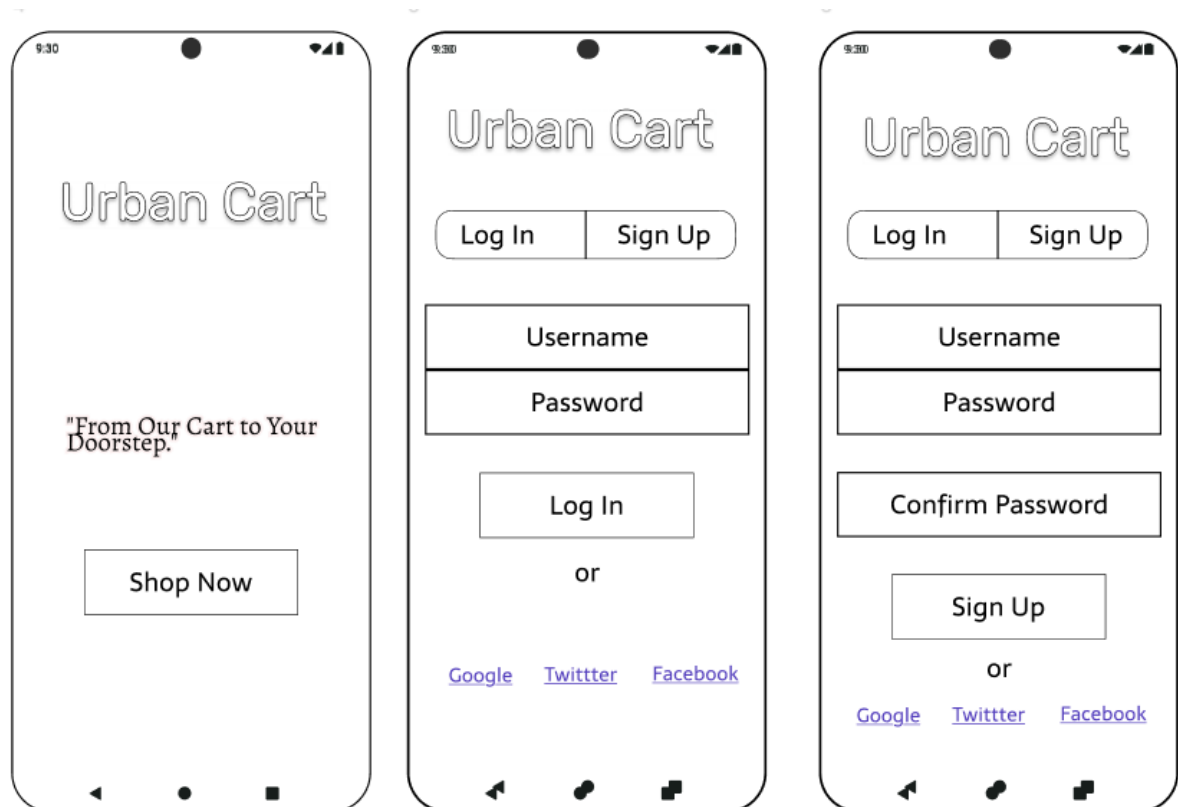 9:30
Urban Cart
"From Our Cart to Your
Doorstep."
Shop Now
9:30
Urban Cart
Log In Sign Up
Username
Password
Log In
or
Google Twittter Facebook
9:30
Urban Cart
Log In Sign Up
Username
Password
Confirm Password
Sign Up
or
Google Twittter Facebook